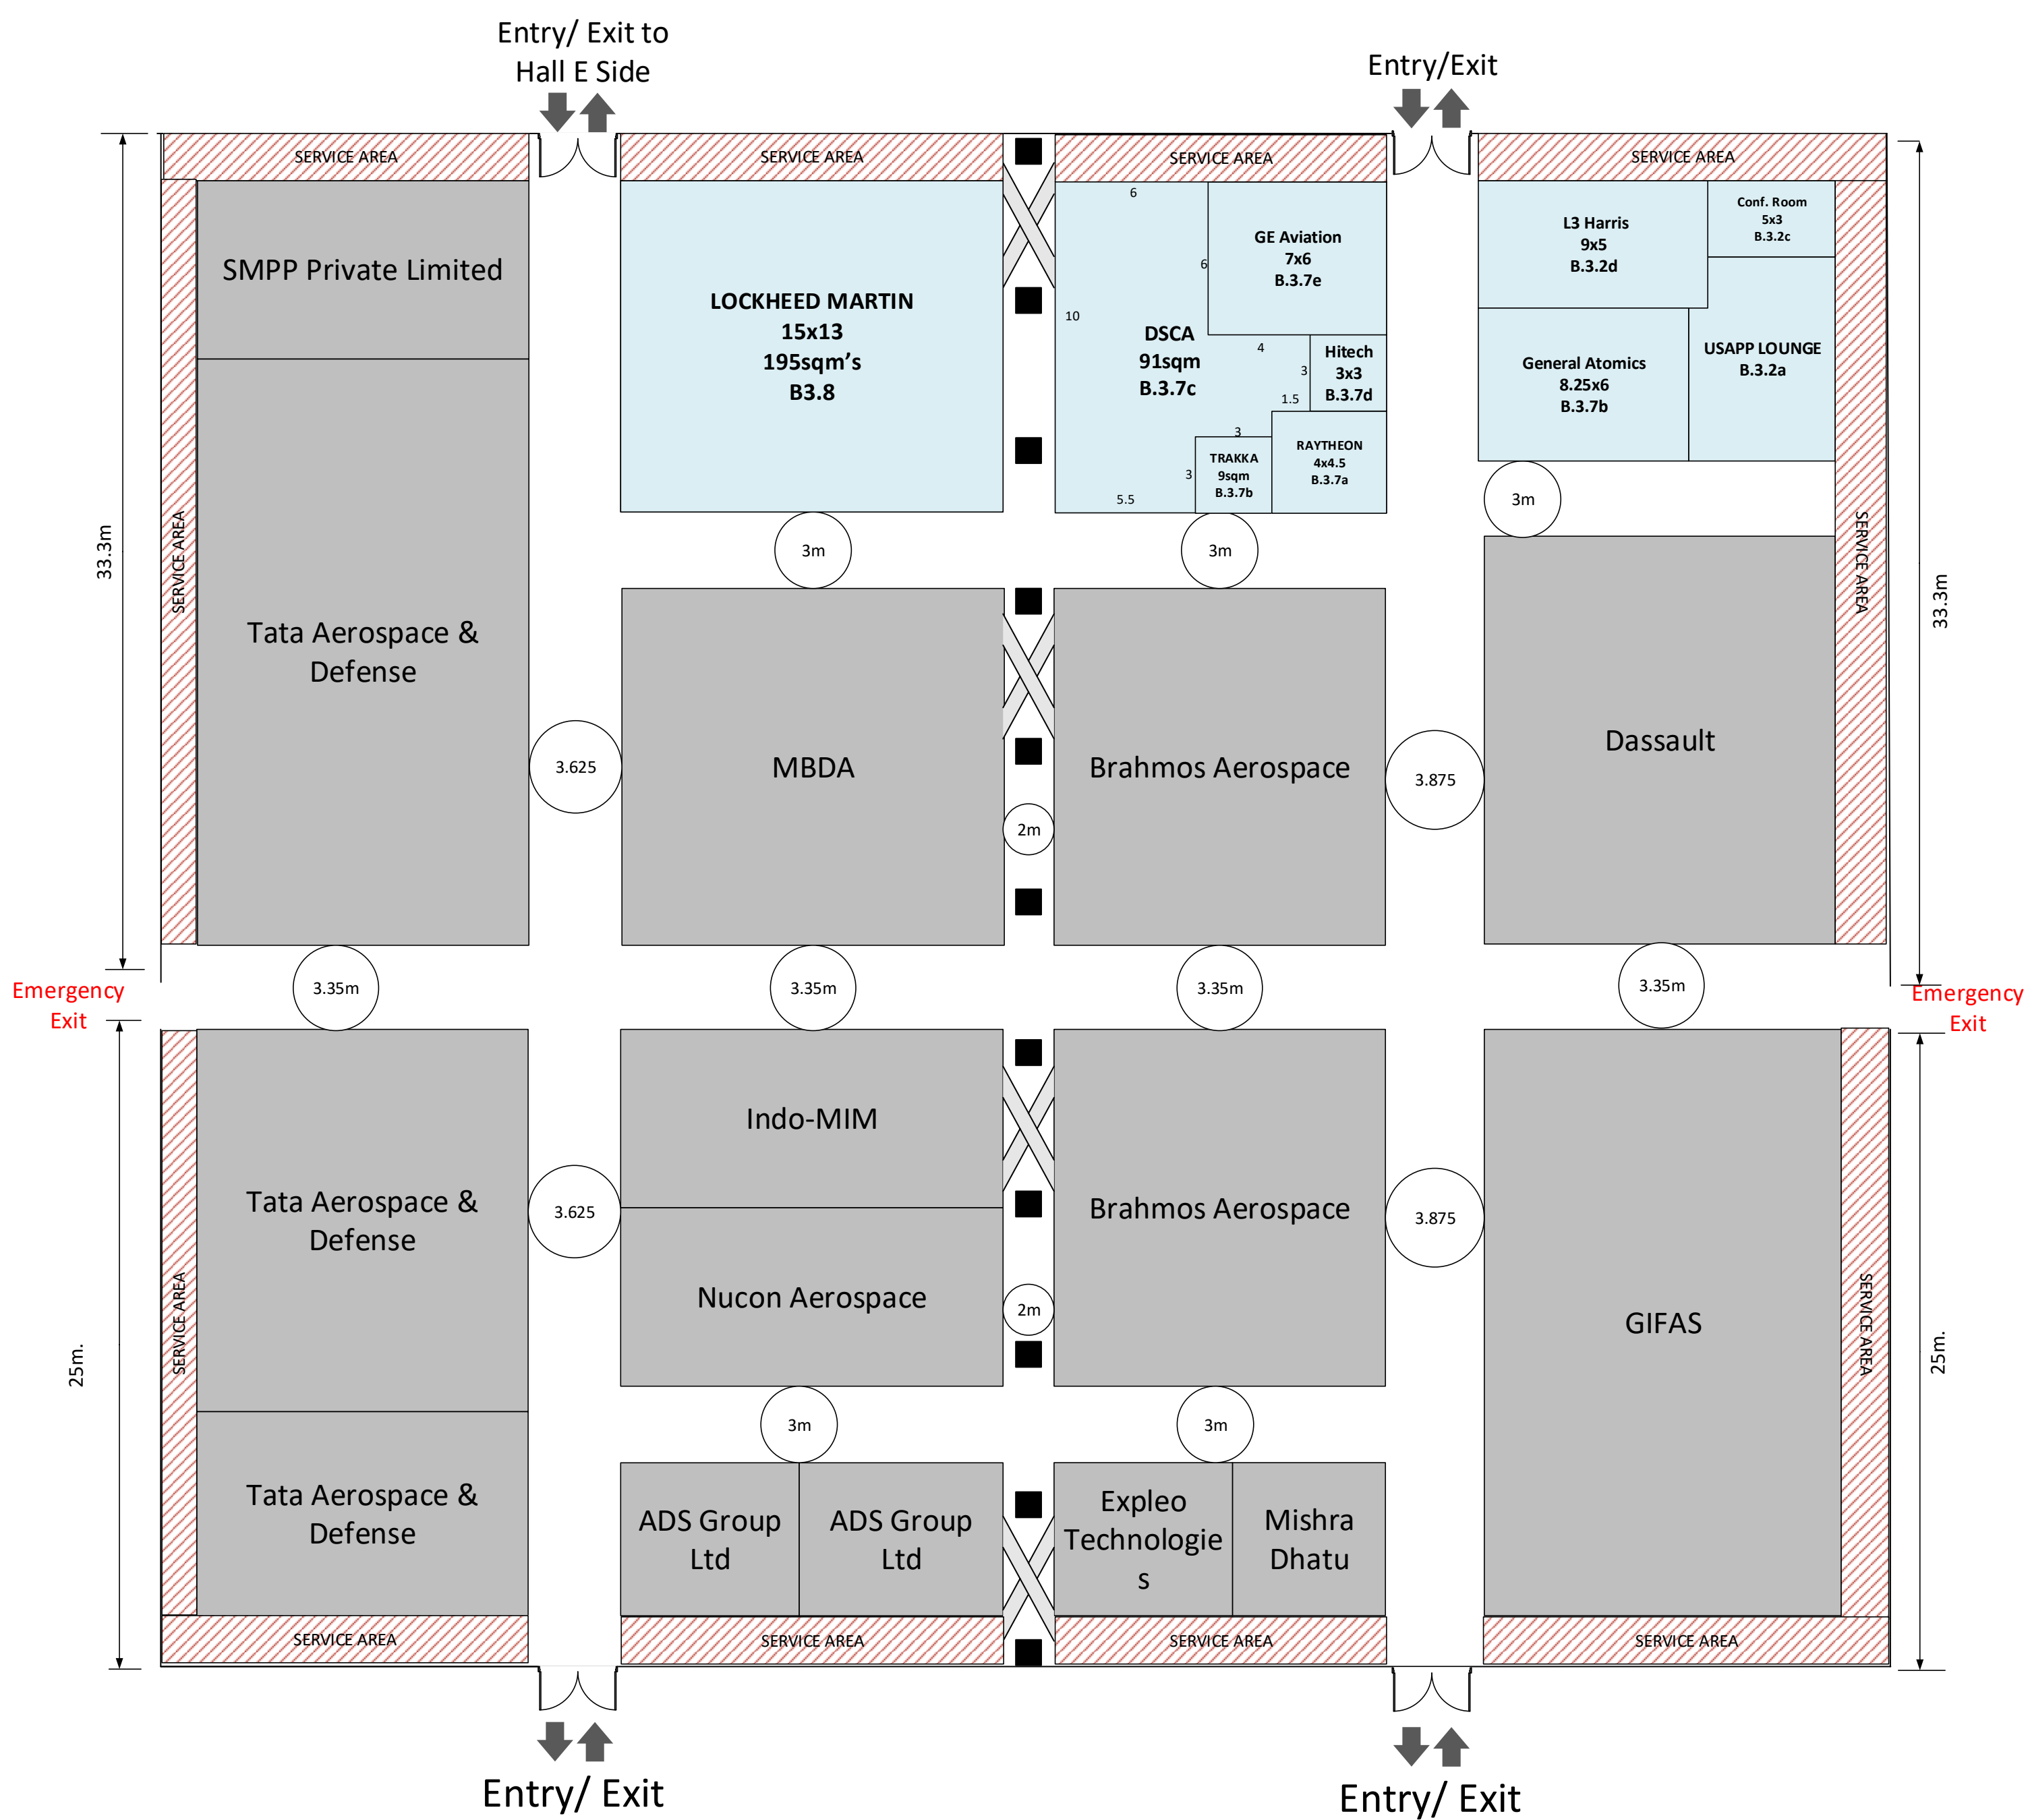 Entry/ Exit to
Hall E Side
Entry/Exit
SERVICE AREA
SERVICE AREA
SERVICE AREA
SERVICE AREA
33.3m
SERVICE AREA
SMPP Private Limited
Tata Aerospace &
Defense
LOCKHEED MARTIN
15x13
195sqm's
B3.8
6
6
10
DSCA
91sqm
B.3.7c
GE Aviation
7x6
B.3.7e
4
3
1.5
Hitech
3x3
B.3.7d
3
3
5.5
TRAKKA
9sqm
B.3.7b
RAYTHEON
4x4.5
B.3.7a
L3 Harris
9x5
B.3.2d
Conf. Room
5x3
B.3.2c
General Atomics
8.25x6
B.3.7b
USAPP LOUNGE
B.3.2a
SERVICE AREA
33.3m
3m
3m
3m
3.625
MBDA
2m
Brahmos Aerospace
3.875
Dassault
Emergency
Exit
3.35m
3.35m
3.35m
3.35m
Emergency
Exit
25m.
SERVICE AREA
Tata Aerospace &
Defense
3.625
Indo-MIM
Nucon Aerospace
2m
Brahmos Aerospace
3.875
GIFAS
SERVICE AREA
25m.
3m
3m
Tata Aerospace &
Defense
ADS Group
Ltd
ADS Group
Ltd
Expleo
Technologie
s
Mishra
Dhatu
SERVICE AREA
SERVICE AREA
SERVICE AREA
SERVICE AREA
Entry/ Exit
Entry/ Exit